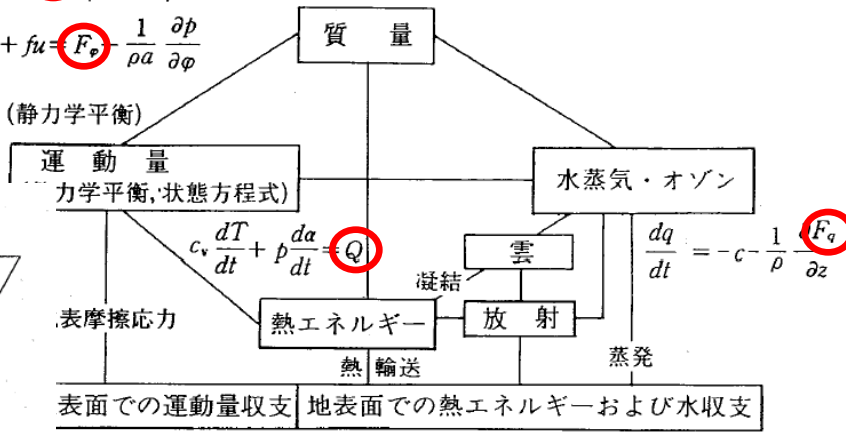 + fu = Fφ - 1/ρa ∂p/∂φ
質 量
(静力学平衡)
運 動 量
力学平衡, 状態方程式)
水蒸気・オゾン
cv dT/dt + p dα/dt = Q
雲
dq/dt = -c - 1/ρ ∂Fq/∂z
凝結
表摩擦応力
熱エネルギー
放 射
熱 輸送
蒸発
表面での運動量収支
地表面での熱エネルギーおよび水収支